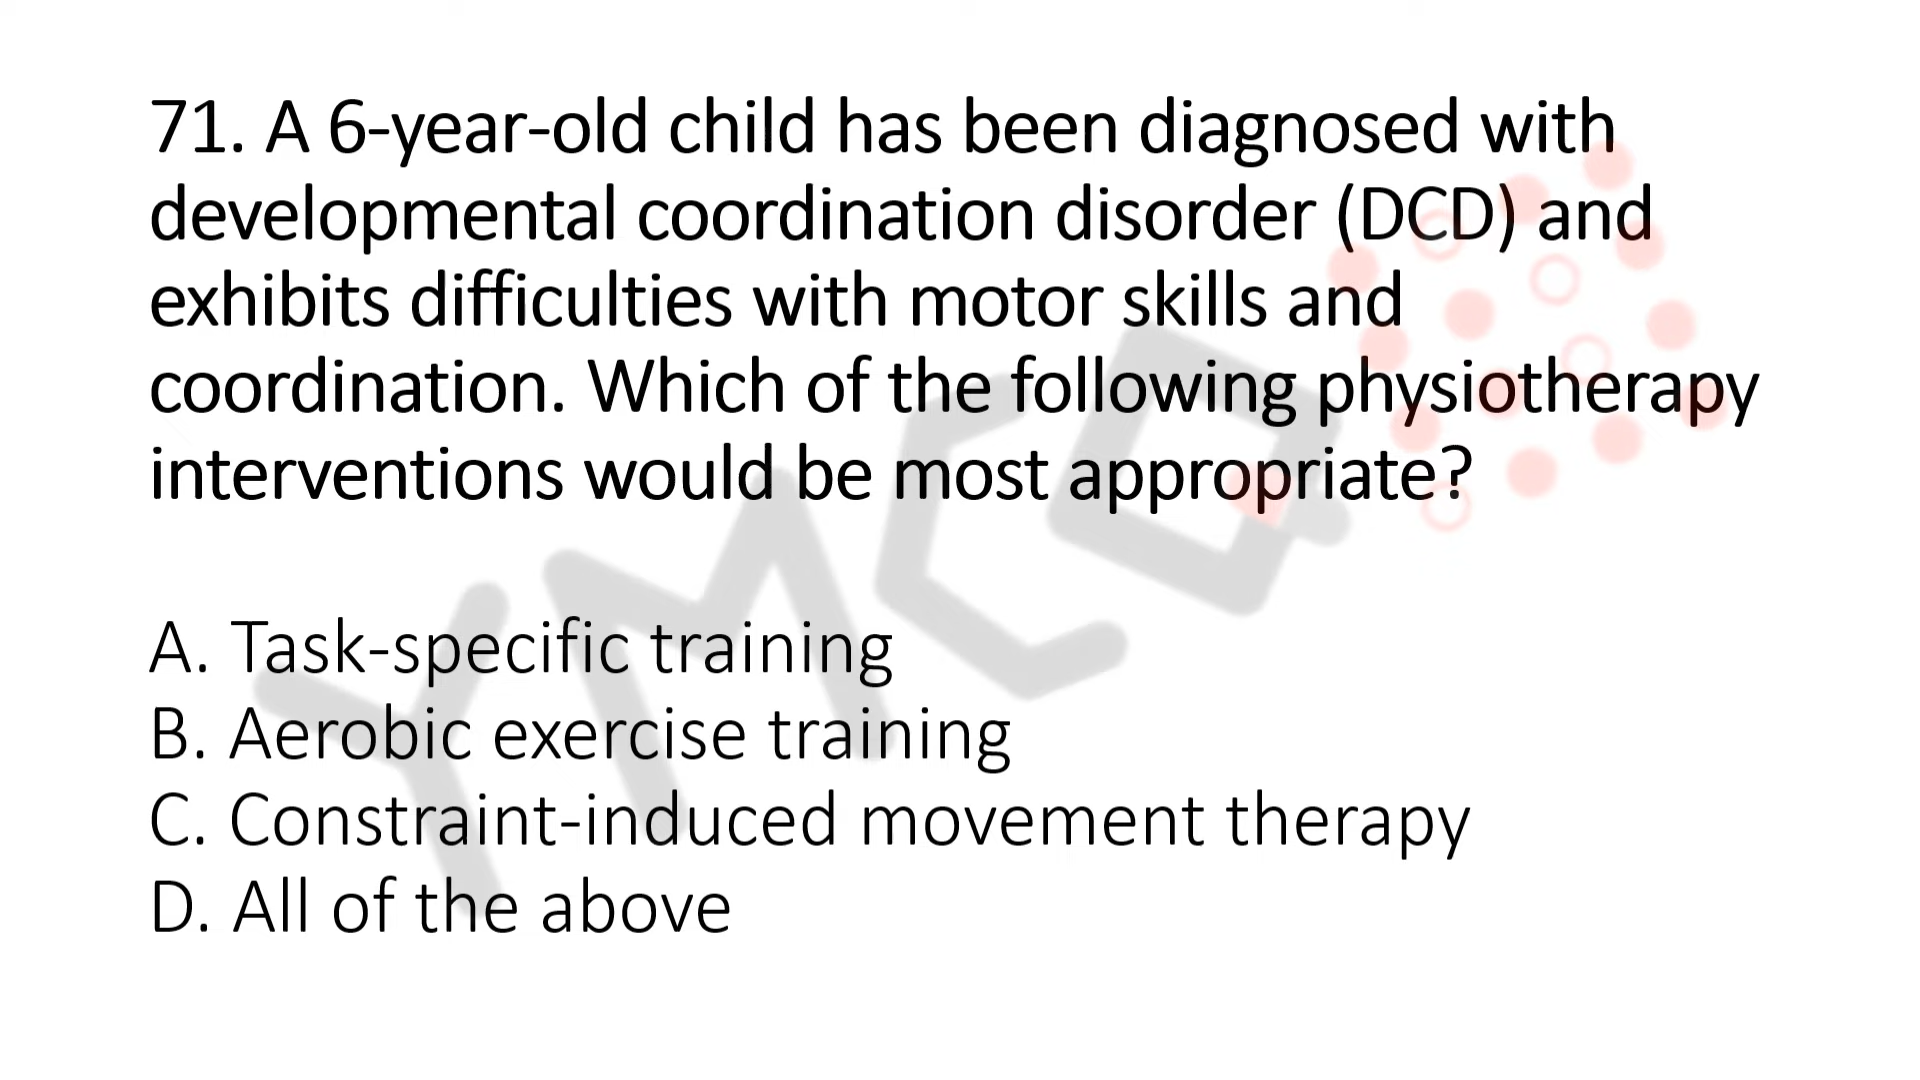 71. A 6-year-old child has been diagnosed with
developmental coordination disorder (DCD) and
exhibits difficulties with motor skills and
coordination. Which of the following physiotherapy
interventions would be most appropriate?
A. Task-specific training
B. Aerobic exercise training
C. Constraint-induced movement therapy
D. All of the above
YMCQ